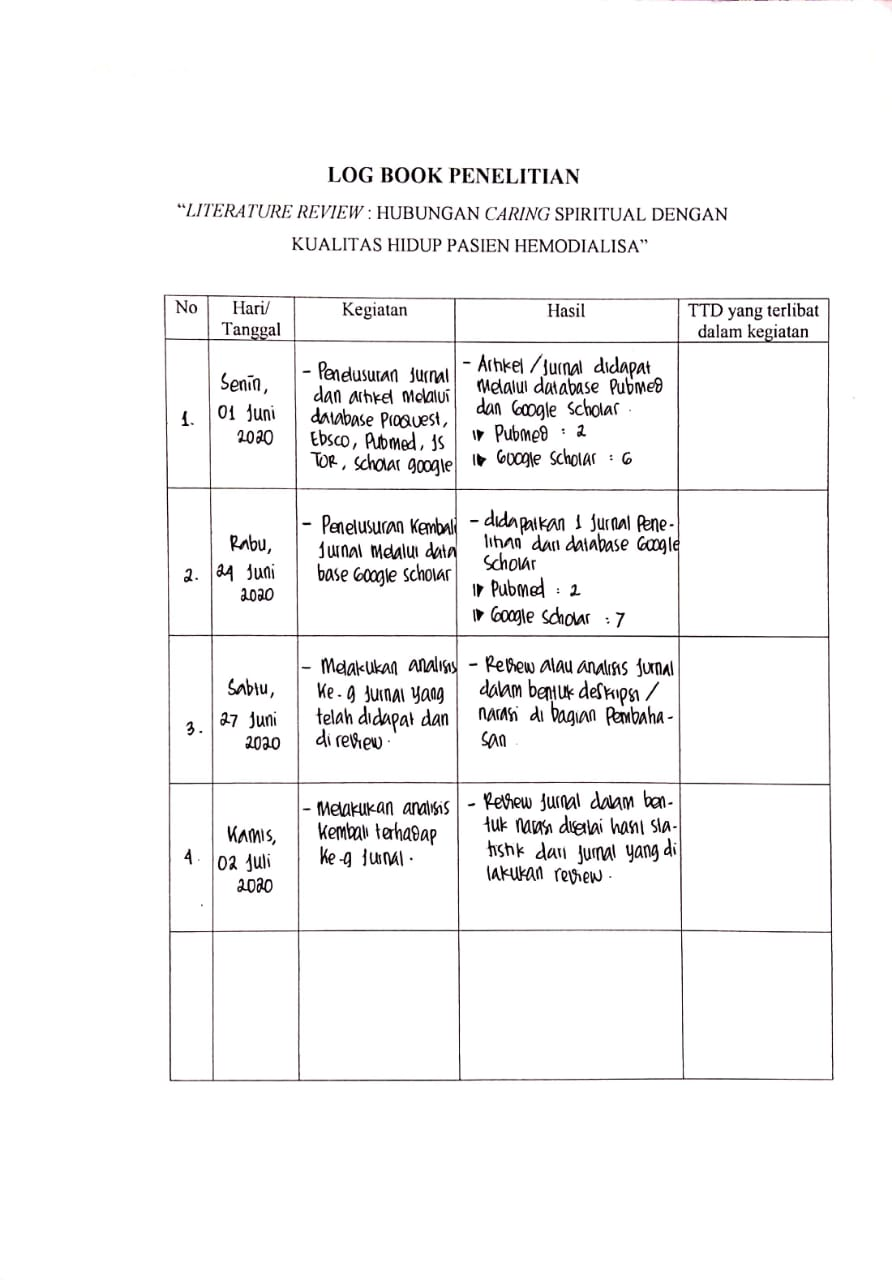 LOG BOOK PENELITIAN
“LITERATURE REVIEW : HUBUNGAN CARING SPIRITUAL DENGAN
KUALITAS HIDUP PASIEN HEMODIALISA”
No
Hari/
Tanggal
Kegiatan
Hasil
TTD yang terlibat
dalam kegiatan
1.
Senin,
01 Juni
2020
- Penelusuran Jurnal
dan artikel Melalui
database Proquest,
Ebsco, Pubmed, JS
TOR, scholar google
- Artikel / Jurnal didapat
Melalui database Pubmed
dan Google Scholar .
Pubmed : 2
Google Scholar : 6
2.
Rabu,
24 Juni
2020
- Penelusuran Kembali
Jurnal Melalui data
base Google Scholar
- didapatkan 1 Jurnal Pene-
litian dari database Google
Scholar
Pubmed : 2
Google Scholar : 7
3.
Sabtu,
27 Juni
2020
- Melakukan analisis
Ke-9 Jurnal yang
telah didapat dan
di review .
- Review atau analisis Jurnal
dalam bentuk deskripsi /
narasi di bagian Pembaha-
san
4.
Kamis,
02 Juli
2020
- Melakukan analisis
Kembali terhadap
Ke-9 Jurnal .
- Review Jurnal dalam ben-
tuk narasi disertai hasil sta-
tistik dari Jurnal yang di
lakukan review .